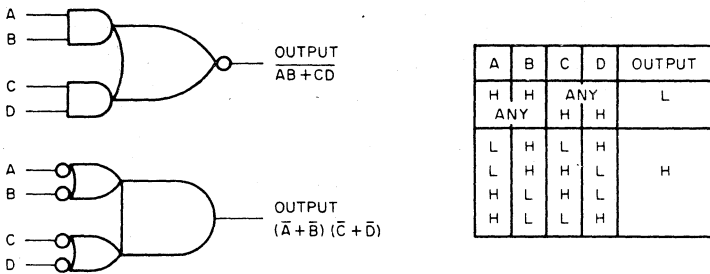 A
B
C
D
OUTPUT
AB + CD
A
B
C
D
OUTPUT
(Ā + B̄) (C̄ + D̄)
A B C D OUTPUT
H H ANY L
ANY H H
L H L H
L H H L H
H L H L
H L L H